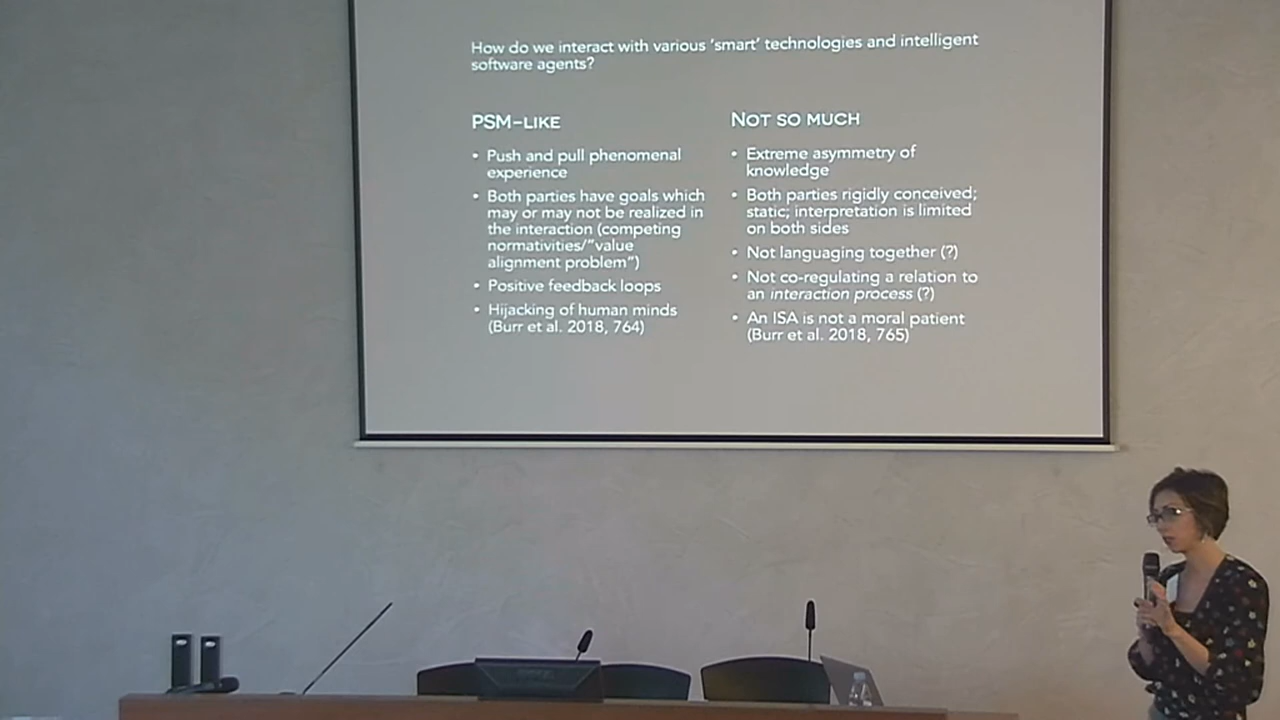 How do we interact with various 'smart' technologies and intelligent
software agents?
PSM-LIKE
• Push and pull phenomenal
experience
• Both parties have goals which
may or may not be realized in
the interaction (competing
normativities/"value
alignment problem")
• Positive feedback loops
• Hijacking of human minds
(Burr et al. 2018, 764)
NOT SO MUCH
• Extreme asymmetry of
knowledge
• Both parties rigidly conceived;
static; interpretation is limited
on both sides
• Not languaging together (?)
• Not co-regulating a relation to
an interaction process (?)
• An ISA is not a moral patient
(Burr et al. 2018, 765)